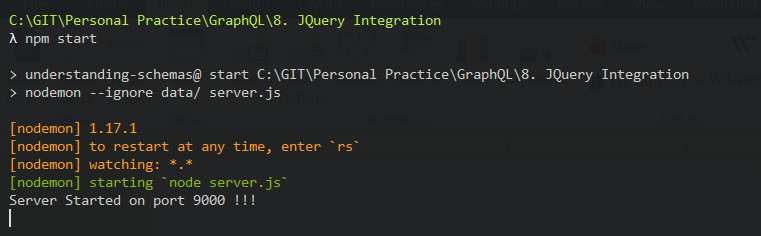 C:\GIT\Personal Practice\GraphQL\8. JQuery Integration
λ npm start
> understanding-schemas@ start C:\GIT\Personal Practice\GraphQL\8. JQuery Integration
> nodemon --ignore data/ server.js
[nodemon] 1.17.1
[nodemon] to restart at any time, enter `rs`
[nodemon] watching: *.*
[nodemon] starting `node server.js`
Server Started on port 9000 !!!